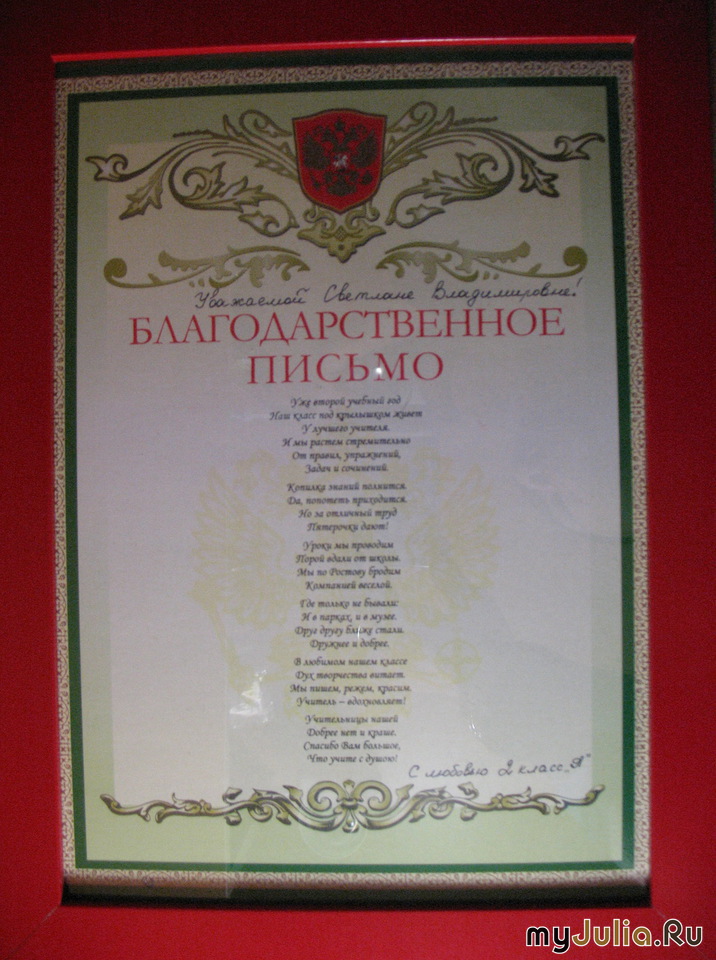 Уважаемой Светлане Владимировне!
БЛАГОДАРСТВЕННОЕ
ПИСЬМО
Уже второй учебный год
Наш класс под крылышком живет
У лучшего учителя.
И мы растем стремительно
От правил, упражнений,
Задач и сочинений.
Копилка знаний полнится.
Да, попотеть приходится.
Но за отличный труд
Пятерочки дают!
Уроки мы проводим
Порой вдали от школы.
Мы по Ростову бродим
Компанией веселой.
Где только не бывали:
И в парках, и в музее.
Друг другу ближе стали.
Дружнее и добрее.
В любимом нашем классе
Дух творчества витает.
Мы пишем, режем, красим.
Учитель – вдохновляет!
Учительницы нашей
Добрее нет и краше.
Спасибо Вам большое,
Что учите с душою!
С любовью 2 класс „Я"
myJulia.Ru